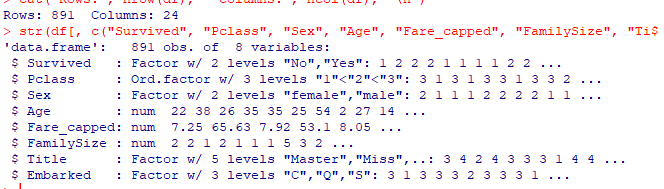 Rows: 891  Columns: 24
> str(df[, c("Survived", "Pclass", "Sex", "Age", "Fare_capped", "FamilySize", "Ti$
'data.frame':   891 obs. of  8 variables:
 $ Survived   : Factor w/ 2 levels "No","Yes": 1 2 2 2 1 1 1 1 2 2 ...
 $ Pclass     : Ord.factor w/ 3 levels "1"<"2"<"3": 3 1 3 1 3 3 1 3 3 2 ...
 $ Sex        : Factor w/ 2 levels "female","male": 2 1 1 1 2 2 2 2 1 1 ...
 $ Age        : num  22 38 26 35 35 25 54 2 27 14 ...
 $ Fare_capped: num  7.25 65.63 7.92 53.1 8.05 ...
 $ FamilySize : num  2 2 1 2 1 1 1 5 3 2 ...
 $ Title      : Factor w/ 5 levels "Master","Miss",..: 3 4 2 4 3 3 3 1 4 4 ...
 $ Embarked   : Factor w/ 3 levels "C","Q","S": 3 1 3 3 3 2 3 3 3 1 ...
>